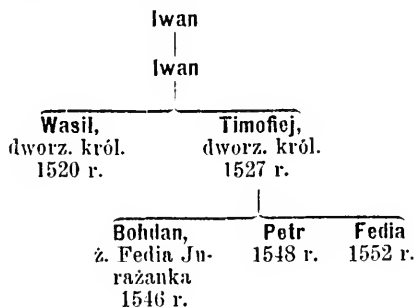 Iwan
Iwan
Wasil, Timofiej,
dworz. król. dworz. król.
1520 r. 1527 r.
Bohdan, Petr Fedia
ż. Fedia Ju- 1548 r. 1552 r.
rażanka
1546 r.